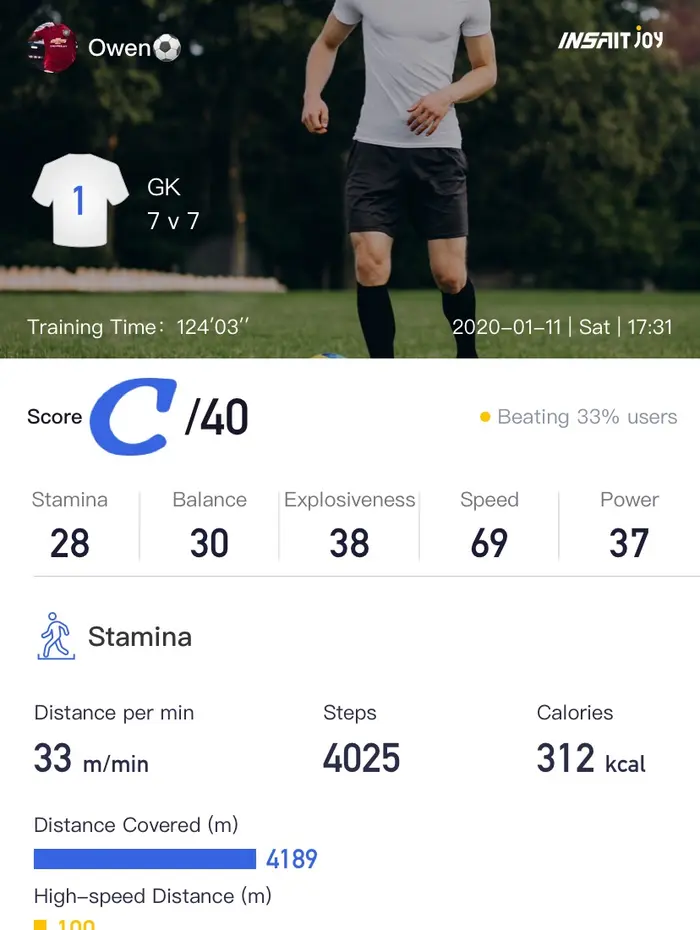 Owen⚽
INSAIT JOY
1
GK
7 v 7
Training Time: 124'03''
2020-01-11 | Sat | 17:31
Score C /40
Beating 33% users
Stamina Balance Explosiveness Speed Power
28 30 38 69 37
Stamina
Distance per min Steps Calories
33 m/min 4025 312 kcal
Distance Covered (m)
4189
High-speed Distance (m)
100